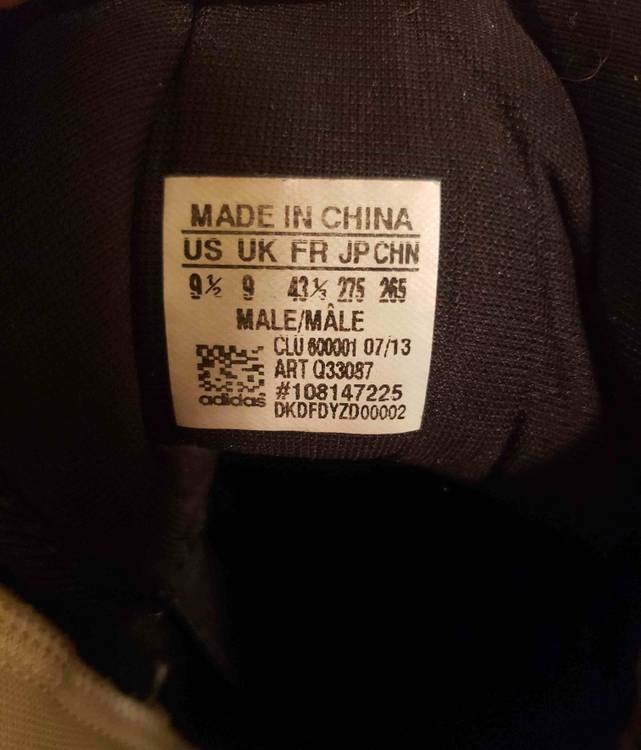 MADE IN CHINA
US UK FR JP CHN
9½ 9 43⅓ 275 265
MALE/MÂLE
CLU 600001 07/13
ART Q33087
#108147225
adidas DKDFDYZD00002